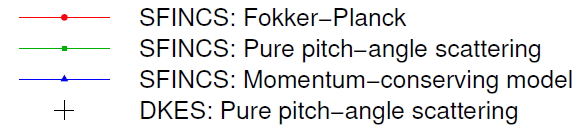 SFINCS: Fokker−Planck
SFINCS: Pure pitch−angle scattering
SFINCS: Momentum−conserving model
DKES: Pure pitch−angle scattering